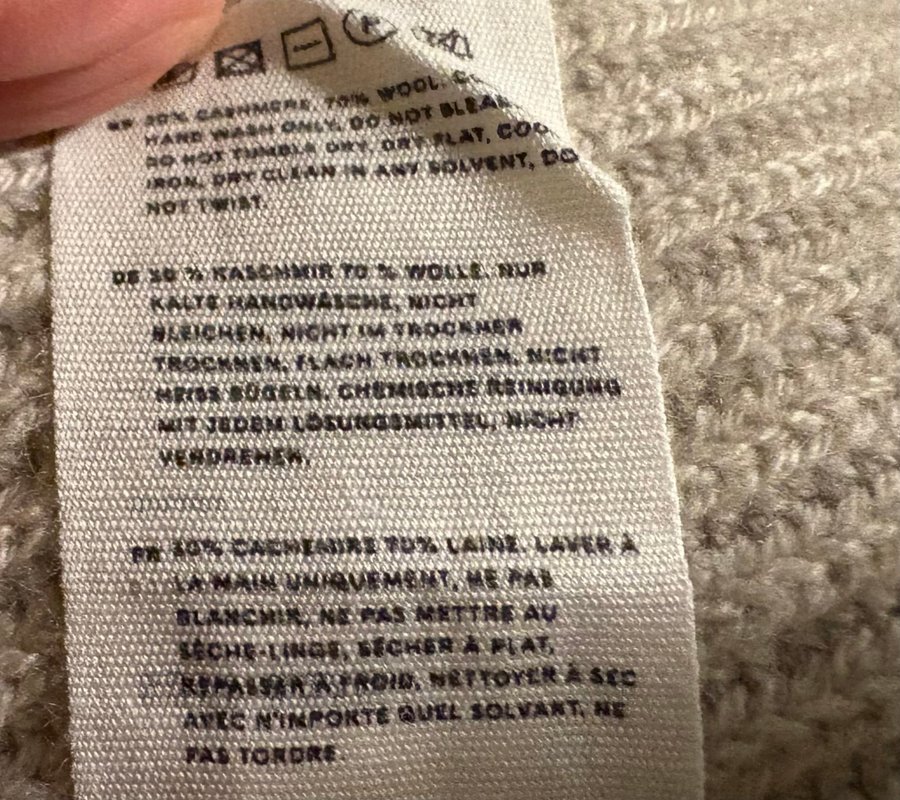 30% CASHMERE, 70% WOOL.
HAND WASH ONLY, DO NOT
DO NOT TUMBLE DRY, DRY FLAT,
IRON, DRY CLEAN IN ANY SOLVENT, DO
NOT TWIST.
DE 30 % KASCHMIR 70 % WOLLE. NUR
KALTE HANDWÄSCHE, NICHT
BLEICHEN, NICHT IM TROCKNER
TROCKNEN, FLACH TROCKNEN, NICHT
HEISS BÜGELN, CHEMISCHE REINIGUNG
MIT JEDEM LÖSUNGSMITTEL, NICHT
VERDREHEN.
FR 30% CACHEMIRE 70% LAINE. LAVER À
LA MAIN UNIQUEMENT, NE PAS
BLANCHIR, NE PAS METTRE AU
SÈCHE-LINGE, SÉCHER À PLAT,
REPASSER À FROID, NETTOYER À SEC
AVEC N'IMPORTE QUEL SOLVANT, NE
PAS TORDRE.